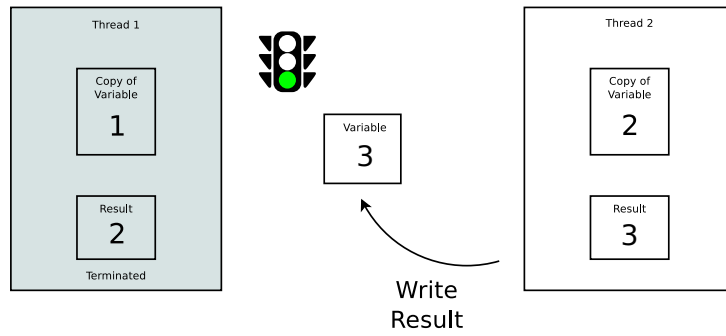 Thread 1
Copy of
Variable
1
Result
2
Terminated
Variable
3
Write
Result
Thread 2
Copy of
Variable
2
Result
3